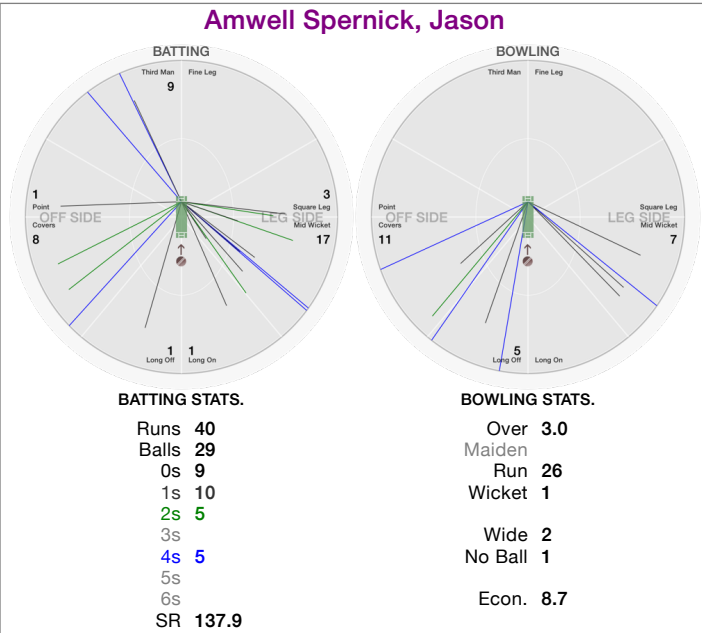 Amwell Spernick, Jason
BATTING
Third Man Fine Leg
9
1 3
Point Square Leg
OFF SIDE LEG SIDE
Covers Mid Wicket
8 17
1 1
Long Off Long On
BATTING STATS.
Runs 40
Balls 29
0s 9
1s 10
2s 5
3s
4s 5
5s
6s
SR 137.9
BOWLING
Third Man Fine Leg
Point Square Leg
OFF SIDE LEG SIDE
Covers Mid Wicket
11 7
5
Long Off Long On
BOWLING STATS.
Over 3.0
Maiden
Run 26
Wicket 1
Wide 2
No Ball 1
Econ. 8.7